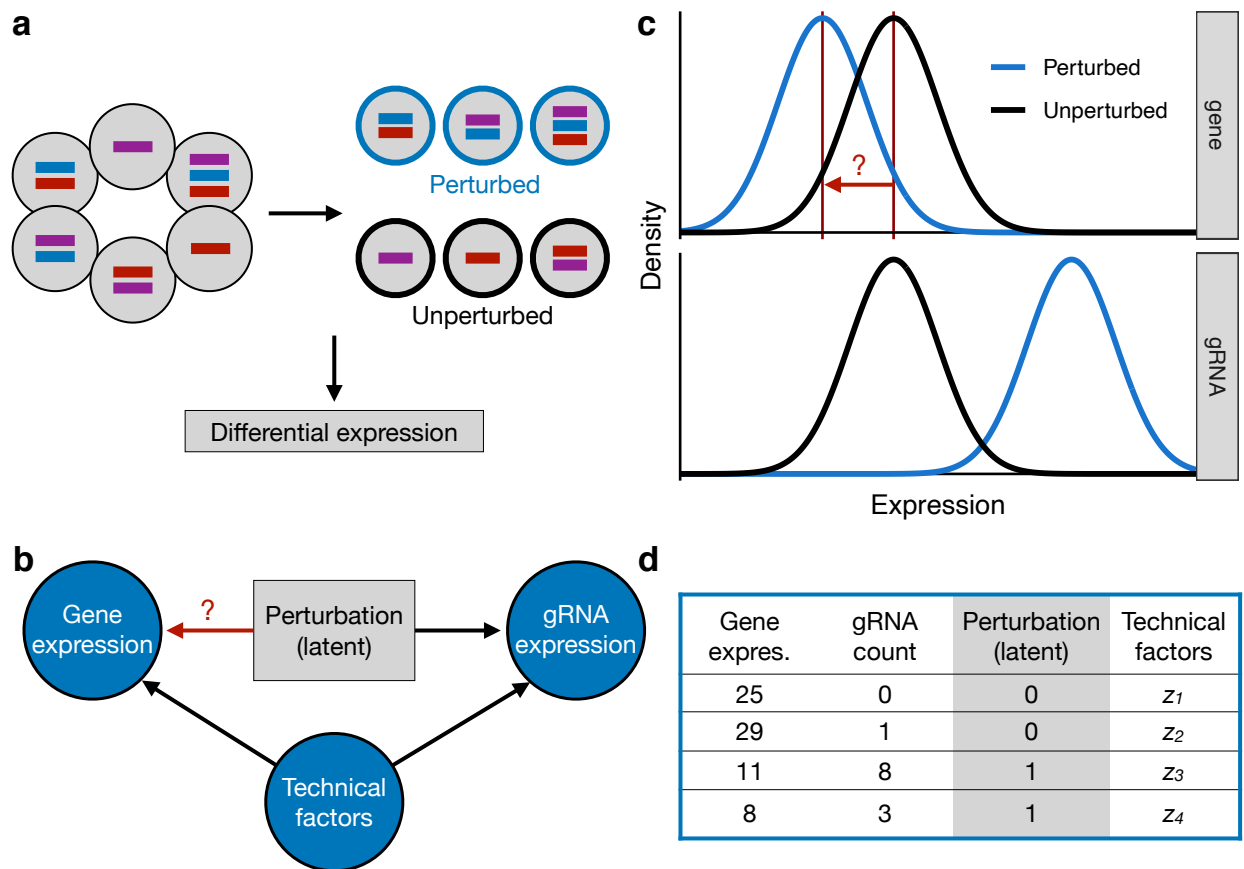 a
Perturbed
Unperturbed
Differential expression
b
Gene
expression
?
Perturbation
(latent)
gRNA
expression
Technical
factors
c
Perturbed
Unperturbed
?
gene
gRNA
Density
Expression
d
Gene expres. gRNA count Perturbation (latent) Technical factors
25 0 0 z1
29 1 0 z2
11 8 1 z3
8 3 1 z4